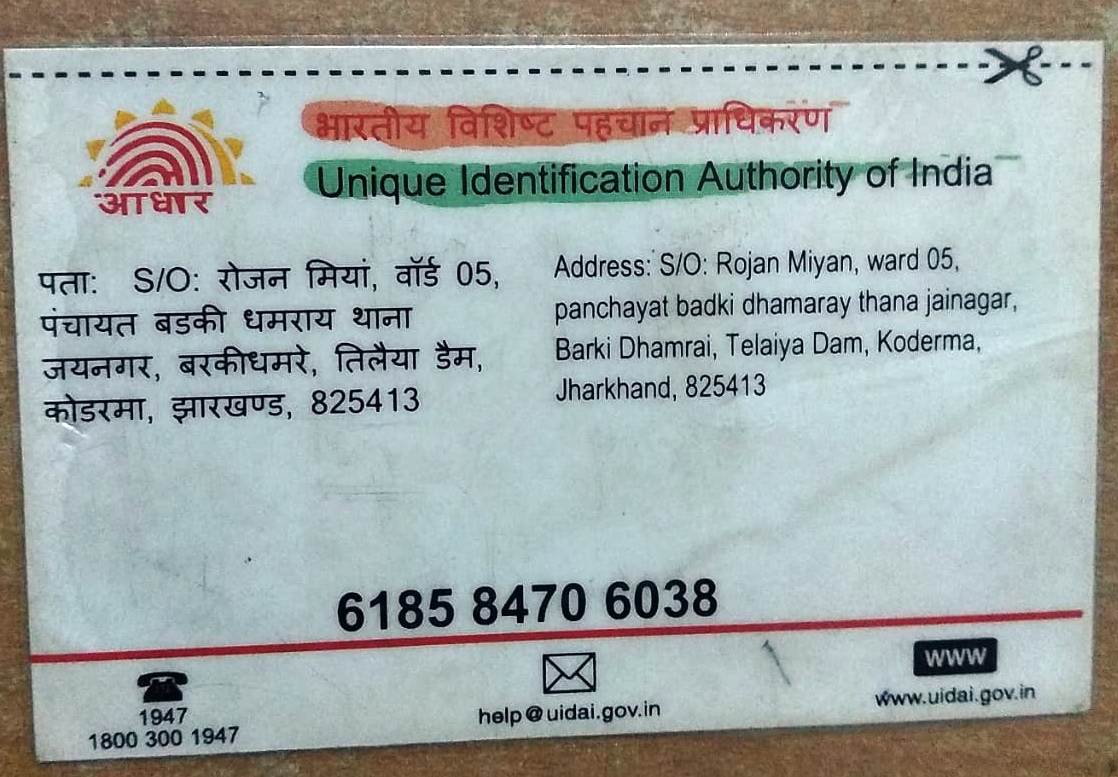 आधार
भारतीय विशिष्ट पहचान प्राधिकरण
Unique Identification Authority of India
पता: S/O: रोजन मियां, वॉर्ड 05,
पंचायत बडकी धमराय थाना
जयनगर, बरकीधमरे, तिलैया डैम,
कोडरमा, झारखण्ड, 825413
Address: S/O: Rojan Miyan, ward 05,
panchayat badki dhamaray thana jainagar,
Barki Dhamrai, Telaiya Dam, Koderma,
Jharkhand, 825413
6185 8470 6038
1947
1800 300 1947
help@uidai.gov.in
WWW
www.uidai.gov.in